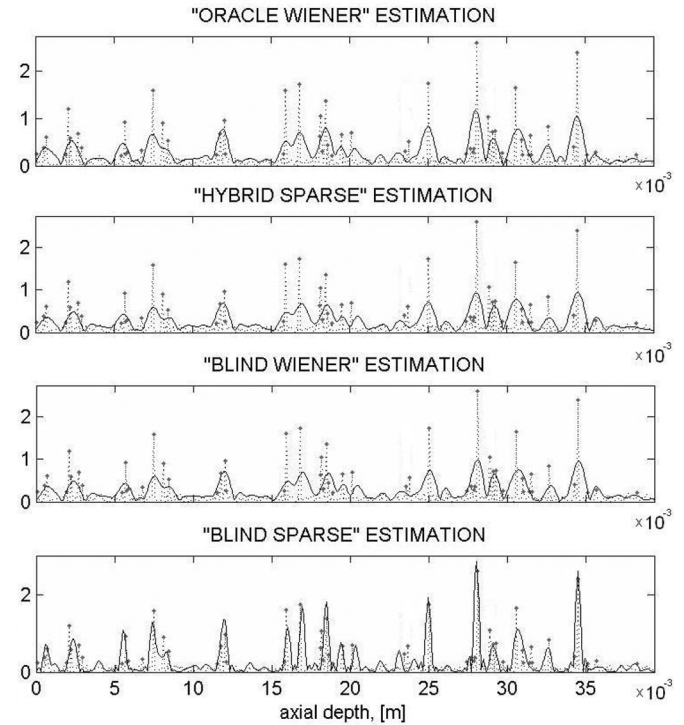 "ORACLE WIENER" ESTIMATION
2
1
0
×10⁻³
"HYBRID SPARSE" ESTIMATION
2
1
0
×10⁻³
"BLIND WIENER" ESTIMATION
2
1
0
×10⁻³
"BLIND SPARSE" ESTIMATION
2
1
0
0 5 10 15 20 25 30 35
×10⁻³
axial depth, [m]